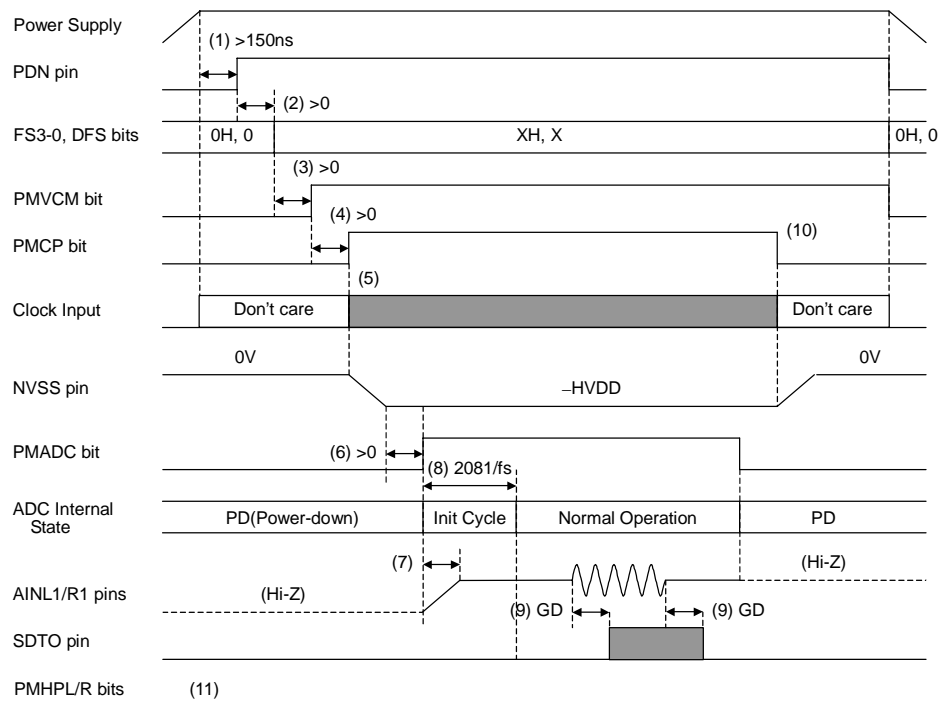 Power Supply
(1) >150ns
PDN pin
(2) >0
FS3-0, DFS bits
0H, 0
XH, X
0H, 0
(3) >0
PMVCM bit
(4) >0
PMCP bit
(10)
(5)
Clock Input
Don't care
Don't care
0V
0V
NVSS pin
–HVDD
PMADC bit
(6) >0
(8) 2081/fs
ADC Internal
State
PD(Power-down)
Init Cycle
Normal Operation
PD
(7)
(Hi-Z)
AINL1/R1 pins
(Hi-Z)
(9) GD
(9) GD
SDTO pin
PMHPL/R bits
(11)